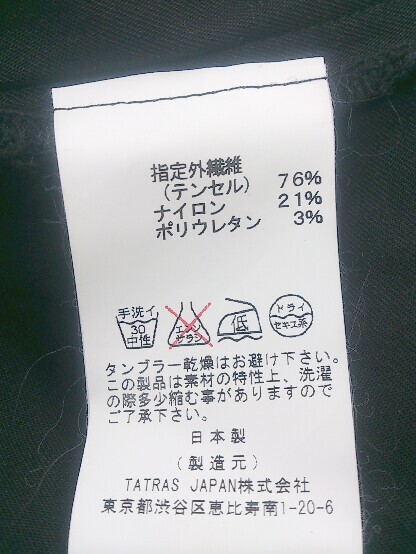 指定外繊維
(テンセル) 76%
ナイロン 21%
ポリウレタン 3%
手洗イ
30
中性
エンソ
サラシ
低
ドライ
セキユ系
タンブラー乾燥はお避け下さい。
この製品は素材の特性上、洗濯
の際多少縮む事がありますので
ご了承下さい。
日本製
(製造元)
TATRAS JAPAN株式会社
東京都渋谷区恵比寿南1-20-6